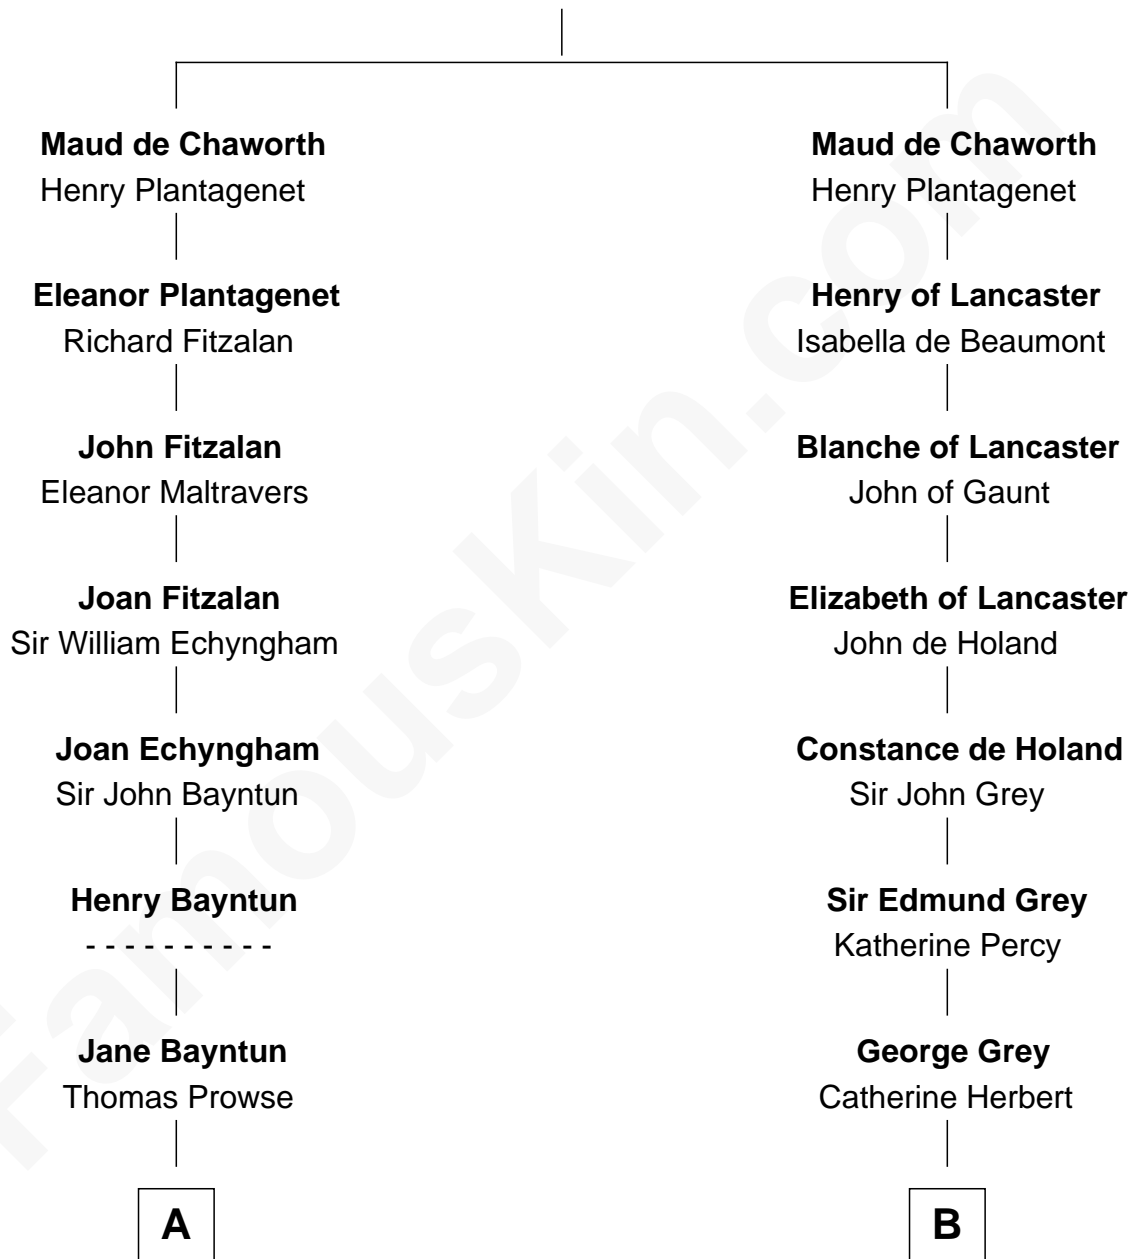 Maud de Chaworth
Henry Plantagenet
Eleanor Plantagenet
Richard Fitzalan
John Fitzalan
Eleanor Maltravers
Joan Fitzalan
Sir William Echyngham
Joan Echyngham
Sir John Bayntun
Henry Bayntun
- - - - - - - - - -
Jane Bayntun
Thomas Prowse
A
Maud de Chaworth
Henry Plantagenet
Henry of Lancaster
Isabella de Beaumont
Blanche of Lancaster
John of Gaunt
Elizabeth of Lancaster
John de Holand
Constance de Holand
Sir John Grey
Sir Edmund Grey
Katherine Percy
George Grey
Catherine Herbert
B
FamousKin.com